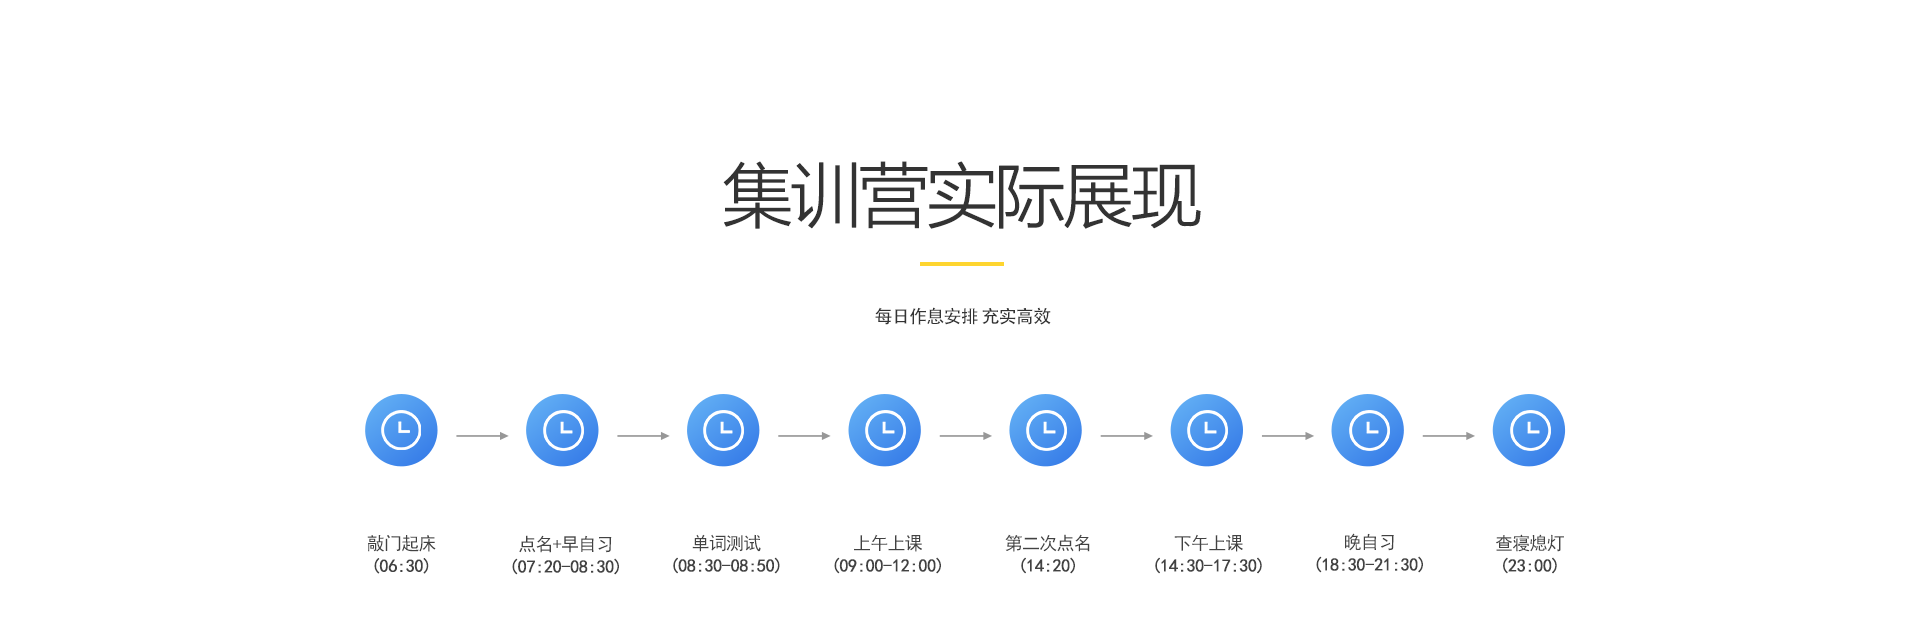 集训营实际展现
每日作息安排 充实高效
敲门起床
(06:30)
点名+早自习
(07:20-08:30)
单词测试
(08:30-08:50)
上午上课
(09:00-12:00)
第二次点名
(14:20)
下午上课
(14:30-17:30)
晚自习
(18:30-21:30)
查寝熄灯
(23:00)